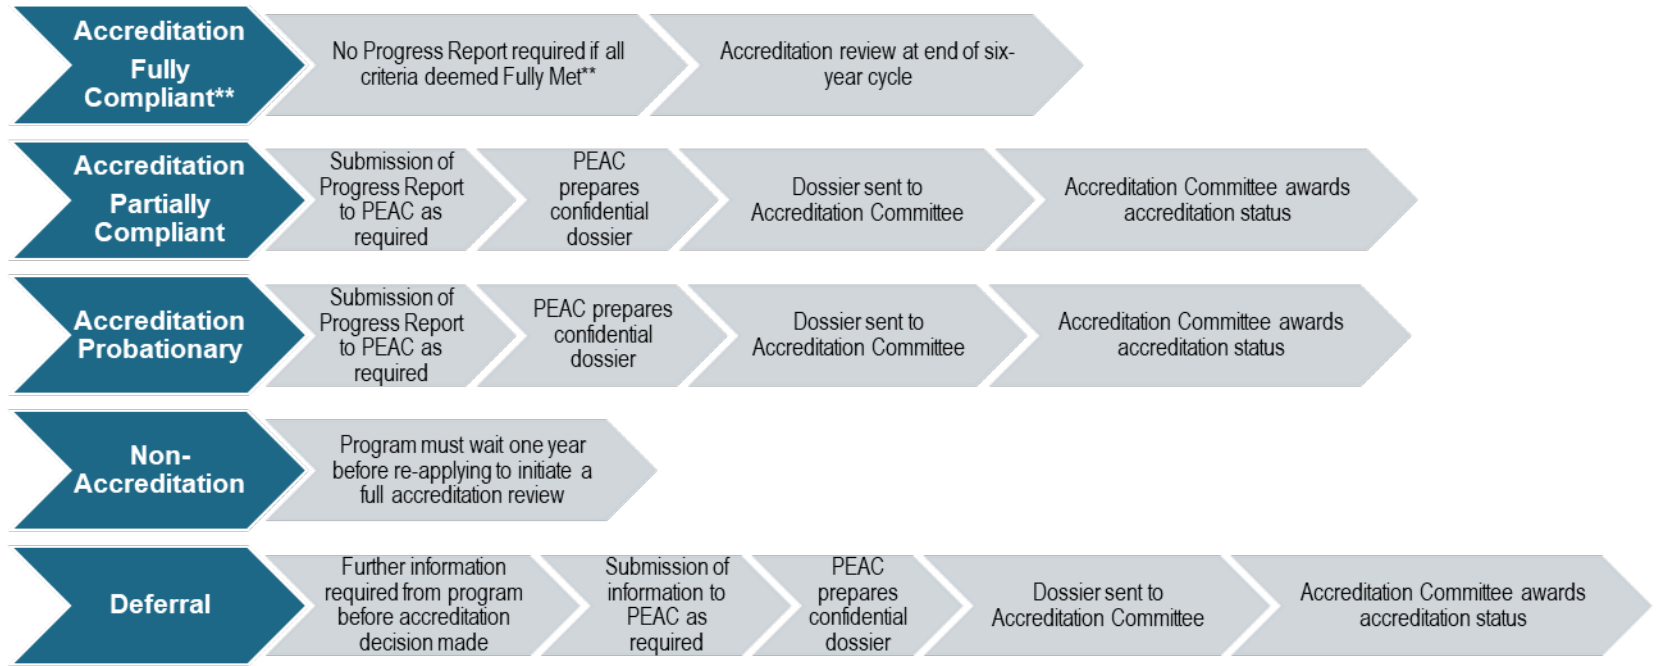 Accreditation
Fully
Compliant**
No Progress Report required if all
criteria deemed Fully Met**
Accreditation review at end of six-
year cycle
Accreditation
Partially
Compliant
Submission of
Progress Report
to PEAC as
required
PEAC
prepares
confidential
dossier
Dossier sent to
Accreditation Committee
Accreditation Committee awards
accreditation status
Accreditation
Probationary
Submission of
Progress Report
to PEAC as
required
PEAC prepares
confidential
dossier
Dossier sent to
Accreditation Committee
Accreditation Committee awards
accreditation status
Non-
Accreditation
Program must wait one year
before re-applying to initiate a
full accreditation review
Deferral
Further information
required from program
before accreditation
decision made
Submission of
information to
PEAC as
required
PEAC
prepares
confidential
dossier
Dossier sent to
Accreditation Committee
Accreditation Committee awards
accreditation status